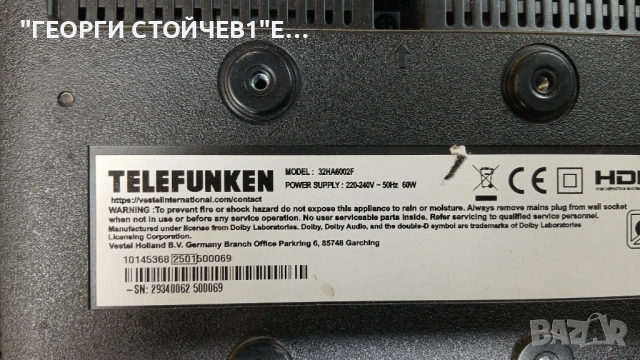 "ГЕОРГИ СТОЙЧЕВ1"Е...
TELEFUNKEN
MODEL : 32HA6002F
POWER SUPPLY : 220-240V ~ 50Hz 60W
https://vestelinternational.com/contact
WARNING :To prevent fire or shock hazard do not expose this appliance to rain or moisture. Always remove mains plug from wall socket
when not in use or before any service operation. No user serviceable parts inside. Refer servicing to qualified service personnel.
Manufactured under license from Dolby Laboratories. Dolby, Dolby Audio, and the double-D symbol are trademarks of Dolby Laboratories
Licensing Corporation.
Vestel Holland B.V. Germany Branch Office Parkring 6, 85748 Garching
CE
HD
10145368 2501500069
-SN: 29340062 500069
BAZAR